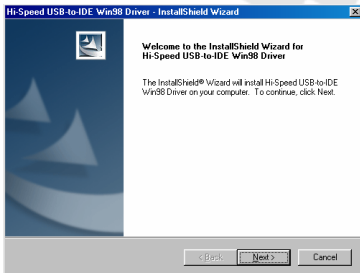 Hi-Speed USB-to-IDE Win98 Driver - InstallShield Wizard
Welcome to the InstallShield Wizard for
Hi-Speed USB-to-IDE Win98 Driver
The InstallShield® Wizard will install Hi-Speed USB-to-IDE
Win98 Driver on your computer. To continue, click Next.
< Back Next > Cancel